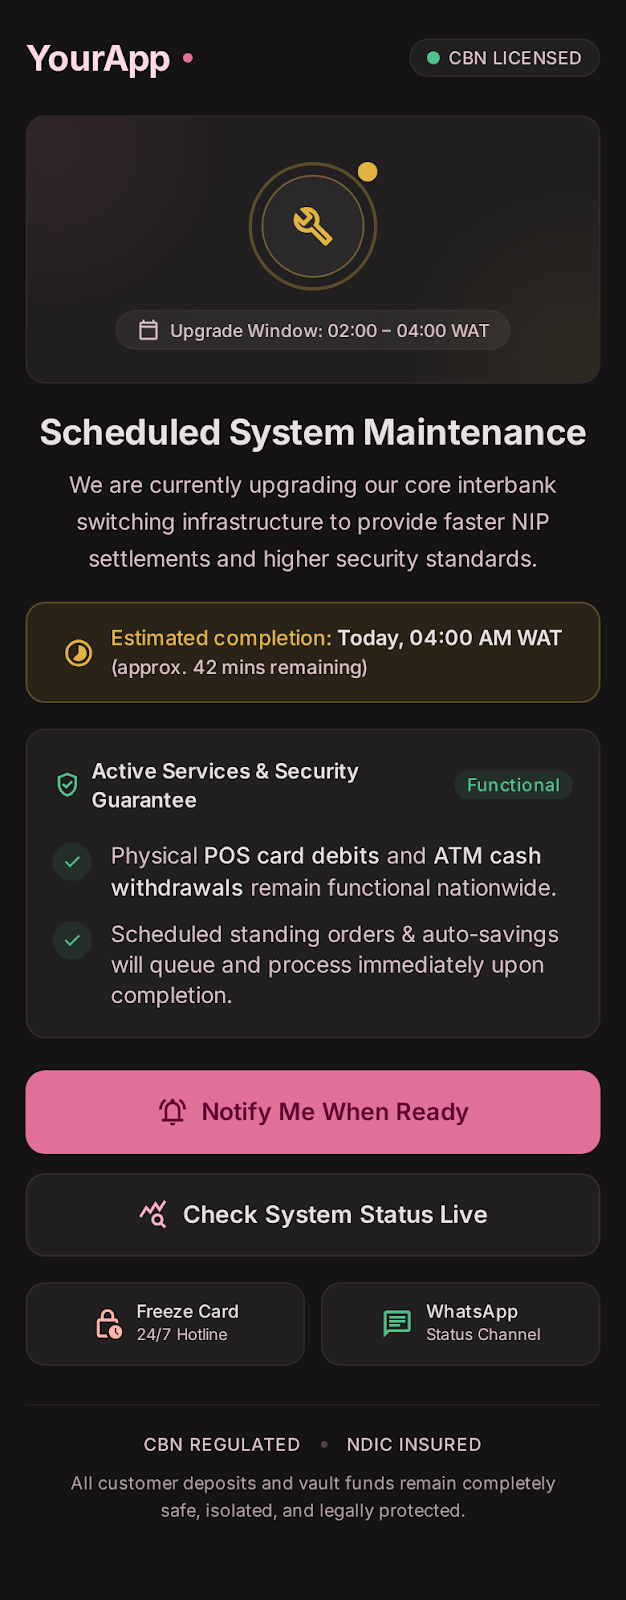 YourApp
CBN LICENSED
Upgrade Window: 02:00 – 04:00 WAT
Scheduled System Maintenance
We are currently upgrading our core interbank
switching infrastructure to provide faster NIP
settlements and higher security standards.
Estimated completion: Today, 04:00 AM WAT
(approx. 42 mins remaining)
Active Services & Security
Guarantee
Functional
Physical POS card debits and ATM cash
withdrawals remain functional nationwide.
Scheduled standing orders & auto-savings
will queue and process immediately upon
completion.
Notify Me When Ready
Check System Status Live
Freeze Card
24/7 Hotline
WhatsApp
Status Channel
CBN REGULATED • NDIC INSURED
All customer deposits and vault funds remain completely
safe, isolated, and legally protected.